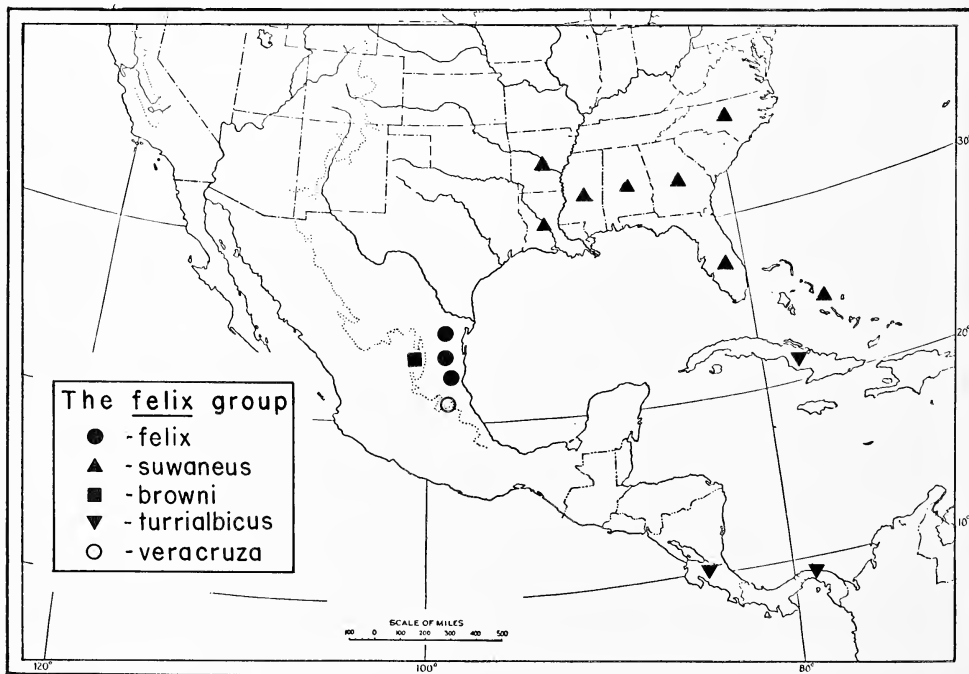 30°
20°
The felix group
- felix
- suwaneus
- browni
- turrialbicus
- veracruza
10°
SCALE OF MILES
100 0 100 200 300 400 500
120°
100°
80°